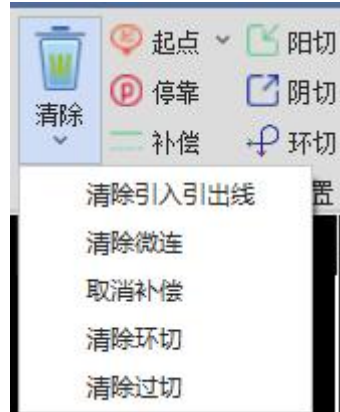 起点 阳切
停靠 阴切
清除
补偿 环切
置
清除引入引出线
清除微连
取消补偿
清除环切
清除过切